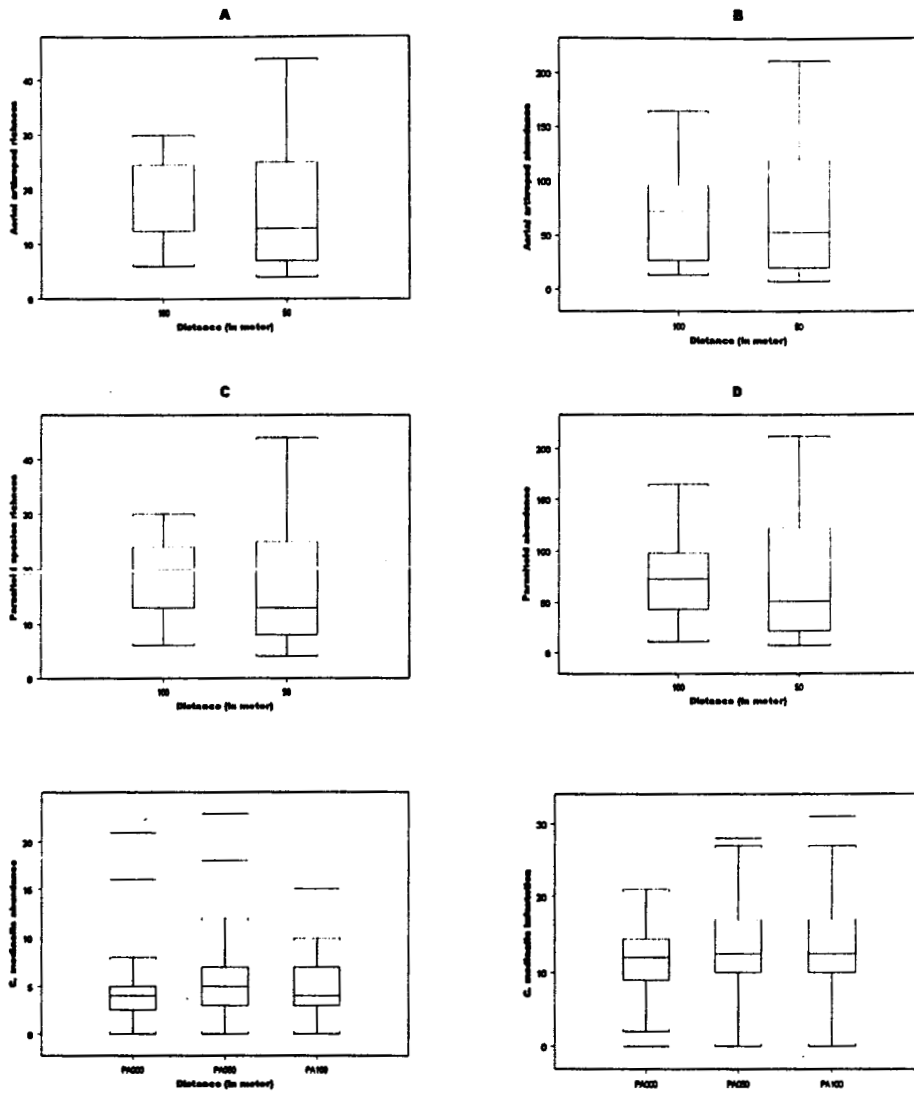 A
Aerial arthropod richness
40
30
20
10
0
100
50
Distance (in meter)
B
Aerial arthropod abundance
200
150
100
50
0
100
50
Distance (in meter)
C
40
30
10
0
species richness
100
50
Distance (in meter)
D
Parasitoid abundance
200
150
100
50
0
100
50
Distance (in meter)
C. medinalis abundance
20
15
10
5
0
PA000
PA050
PA100
Distance (in meter)
C. medinalis
30
20
10
0
PA000
PA050
PA100